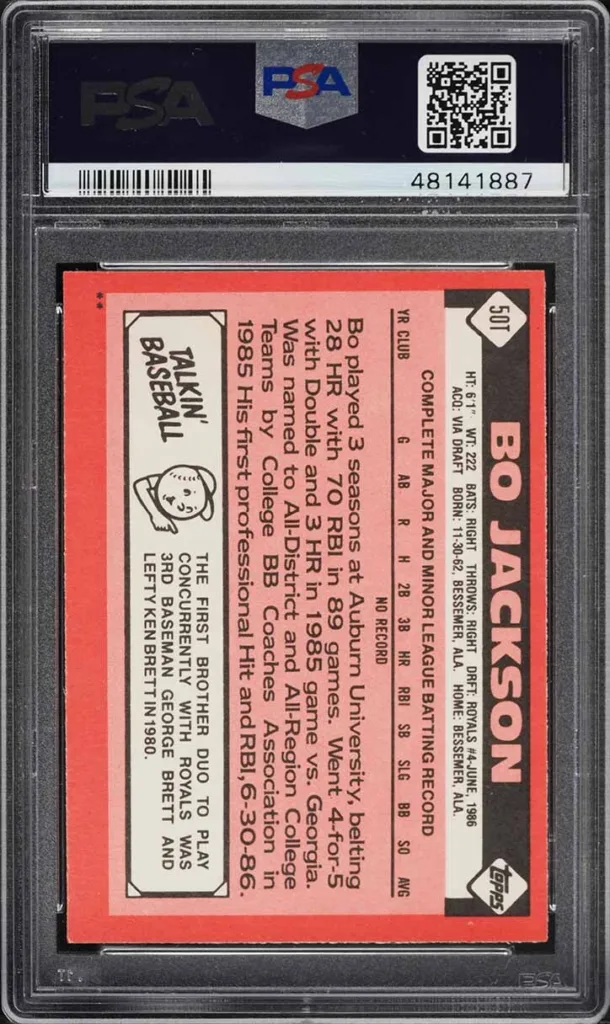 PSA
PSA
48141887
50T
BO JACKSON
topps
HT: 6'1" WT: 222 BATS: RIGHT THROWS: RIGHT DRFT: ROYALS #4-JUNE, 1986
ACQ: VIA DRAFT BORN: 11-30-62, BESSEMER, ALA. HOME: BESSEMER, ALA.
COMPLETE MAJOR AND MINOR LEAGUE BATTING RECORD
YR CLUB G AB R H 2B 3B HR RBI SB SLG BB SO AVG
NO RECORD
Bo played 3 seasons at Auburn University, belting
28 HR with 70 RBI in 89 games. Went 4-for-5
with Double and 3 HR in 1985 game vs. Georgia.
Was named to All-District and All-Region College
Teams by College BB Coaches Association in
1985 His first professional Hit and RBI, 6-30-86.
TALKIN'
BASEBALL
THE FIRST BROTHER DUO TO PLAY
CONCURRENTLY WITH ROYALS WAS
3RD BASEMAN GEORGE BRETT AND
LEFTY KEN BRETT IN 1980.
**
PSA